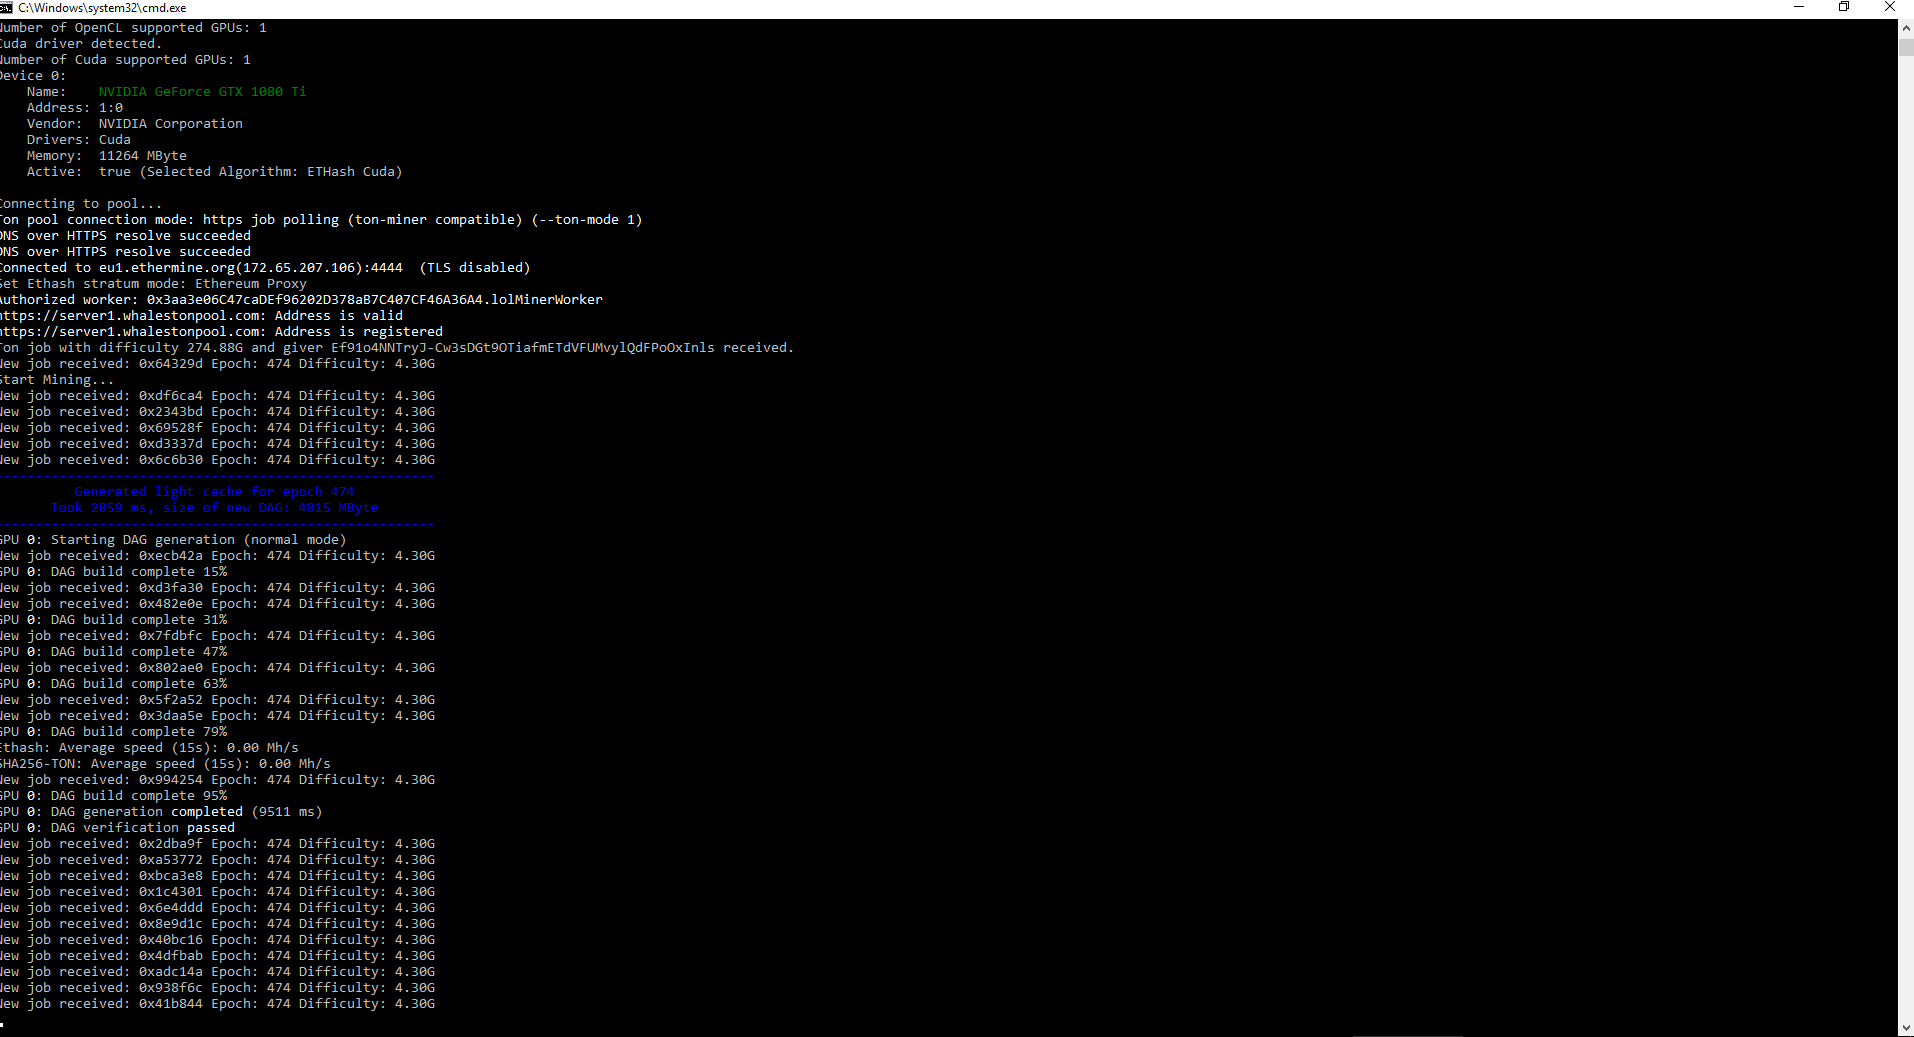 C:\Windows\system32\cmd.exe
Number of OpenCL supported GPUs: 1
Cuda driver detected.
Number of Cuda supported GPUs: 1
Device 0:
Name: NVIDIA GeForce GTX 1080 Ti
Address: 1:0
Vendor: NVIDIA Corporation
Drivers: Cuda
Memory: 11264 MByte
Active: true (Selected Algorithm: ETHash Cuda)
Connecting to pool...
Ton pool connection mode: https job polling (ton-miner compatible) (--ton-mode 1)
DNS over HTTPS resolve succeeded
DNS over HTTPS resolve succeeded
Connected to eu1.ethermine.org(172.65.207.106):4444 (TLS disabled)
Set Ethash stratum mode: Ethereum Proxy
Authorized worker: 0x3aa3e06C47caDEf96202D378aB7C407CF46A36A4.lolMinerWorker
https://server1.whalestonpool.com: Address is valid
https://server1.whalestonpool.com: Address is registered
Ton job with difficulty 274.88G and giver Ef91o4NNTryJ-Cw3sDGt9OTiafmETdVFUMvylQdFPoOxInls received.
New job received: 0x64329d Epoch: 474 Difficulty: 4.30G
Start Mining...
New job received: 0xdf6ca4 Epoch: 474 Difficulty: 4.30G
New job received: 0x2343bd Epoch: 474 Difficulty: 4.30G
New job received: 0x69528f Epoch: 474 Difficulty: 4.30G
New job received: 0xd3337d Epoch: 474 Difficulty: 4.30G
New job received: 0x6c6b30 Epoch: 474 Difficulty: 4.30G
Generated light cache for epoch 474
Took 2859 ms, size of new DAG: 4815 MByte
GPU 0: Starting DAG generation (normal mode)
New job received: 0xecb42a Epoch: 474 Difficulty: 4.30G
GPU 0: DAG build complete 15%
New job received: 0xd3fa30 Epoch: 474 Difficulty: 4.30G
New job received: 0x482e0e Epoch: 474 Difficulty: 4.30G
GPU 0: DAG build complete 31%
New job received: 0x7fdbfc Epoch: 474 Difficulty: 4.30G
GPU 0: DAG build complete 47%
New job received: 0x802ae0 Epoch: 474 Difficulty: 4.30G
GPU 0: DAG build complete 63%
New job received: 0x5f2a52 Epoch: 474 Difficulty: 4.30G
New job received: 0x3daa5e Epoch: 474 Difficulty: 4.30G
GPU 0: DAG build complete 79%
Ethash: Average speed (15s): 0.00 Mh/s
SHA256-TON: Average speed (15s): 0.00 Mh/s
New job received: 0x994254 Epoch: 474 Difficulty: 4.30G
GPU 0: DAG build complete 95%
GPU 0: DAG generation completed (9511 ms)
GPU 0: DAG verification passed
New job received: 0x2dba9f Epoch: 474 Difficulty: 4.30G
New job received: 0xa53772 Epoch: 474 Difficulty: 4.30G
New job received: 0xbca3e8 Epoch: 474 Difficulty: 4.30G
New job received: 0x1c4301 Epoch: 474 Difficulty: 4.30G
New job received: 0x6e4ddd Epoch: 474 Difficulty: 4.30G
New job received: 0x8e9d1c Epoch: 474 Difficulty: 4.30G
New job received: 0x40bc16 Epoch: 474 Difficulty: 4.30G
New job received: 0x4dfbab Epoch: 474 Difficulty: 4.30G
New job received: 0xadc14a Epoch: 474 Difficulty: 4.30G
New job received: 0x938f6c Epoch: 474 Difficulty: 4.30G
New job received: 0x41b844 Epoch: 474 Difficulty: 4.30G